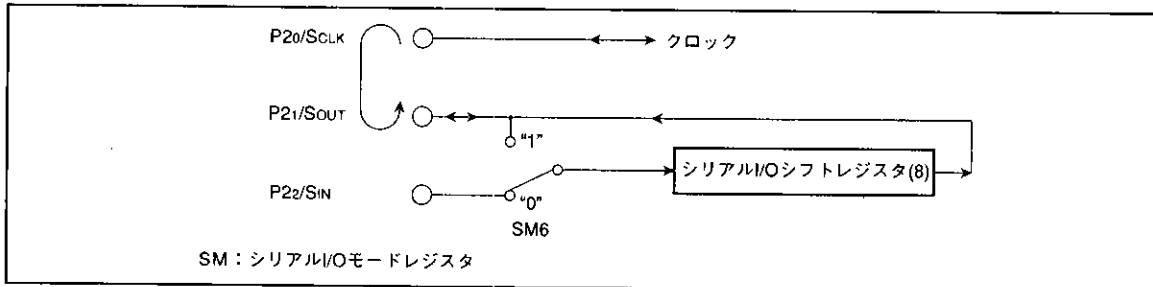 P20/SCLK
クロック
P21/SOUT
"1"
シリアルI/Oシフトレジスタ(8)
P22/SIN
"0"
SM6
SM：シリアルI/Oモードレジスタ